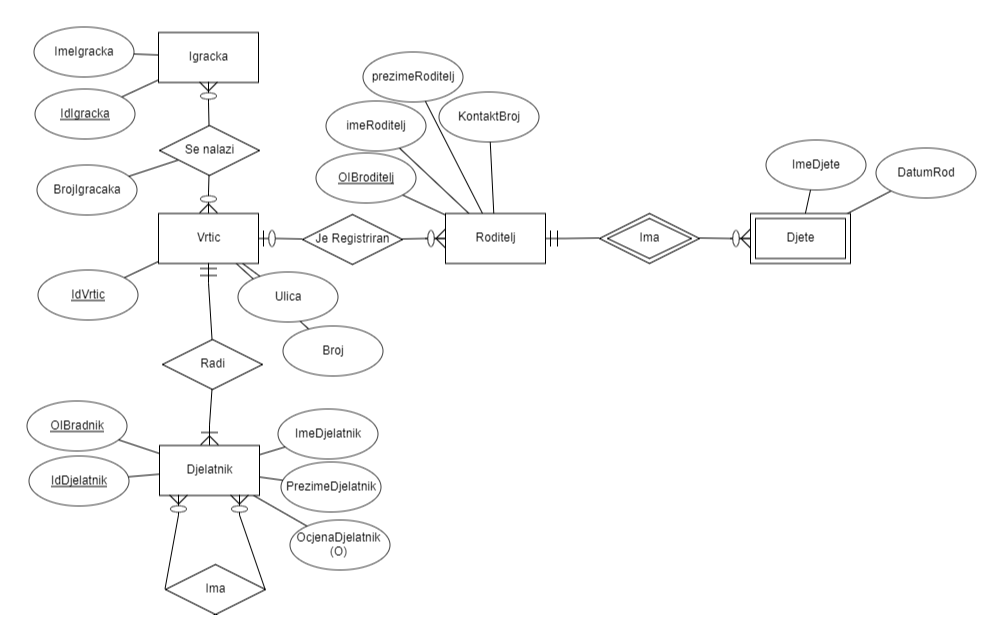 ImeIgracka
Igracka
IdIgracka
Se nalazi
BrojIgracaka
prezimeRoditelj
imeRoditelj
KontaktBroj
OIBroditelj
ImeDjete
DatumRod
Vrtic
Je Registriran
Roditelj
Ima
Djete
IdVrtic
Ulica
Broj
Radi
OIBradnik
ImeDjelatnik
Djelatnik
IdDjelatnik
PrezimeDjelatnik
OcjenaDjelatnik
(O)
Ima